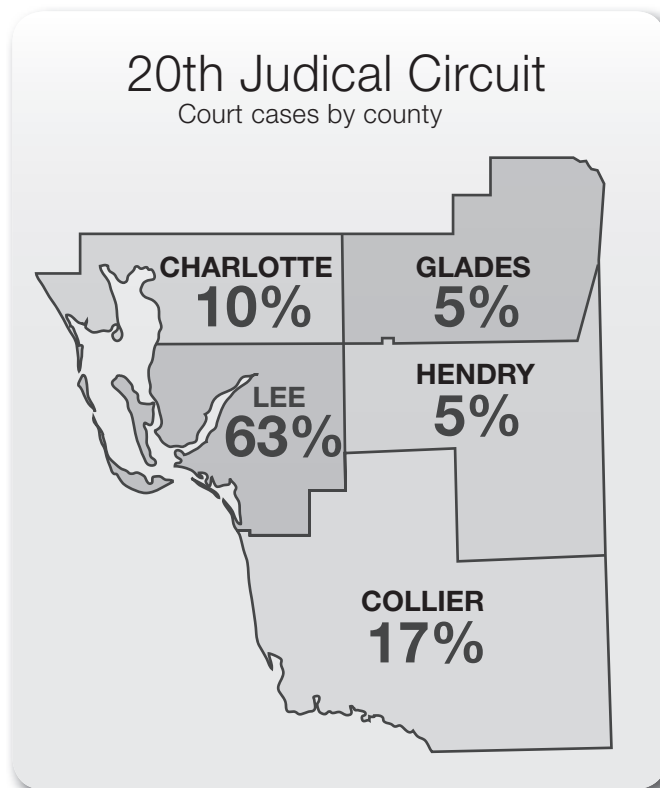 20th Judical Circuit
Court cases by county
CHARLOTTE
10%
GLADES
5%
LEE
63%
HENDRY
5%
COLLIER
17%